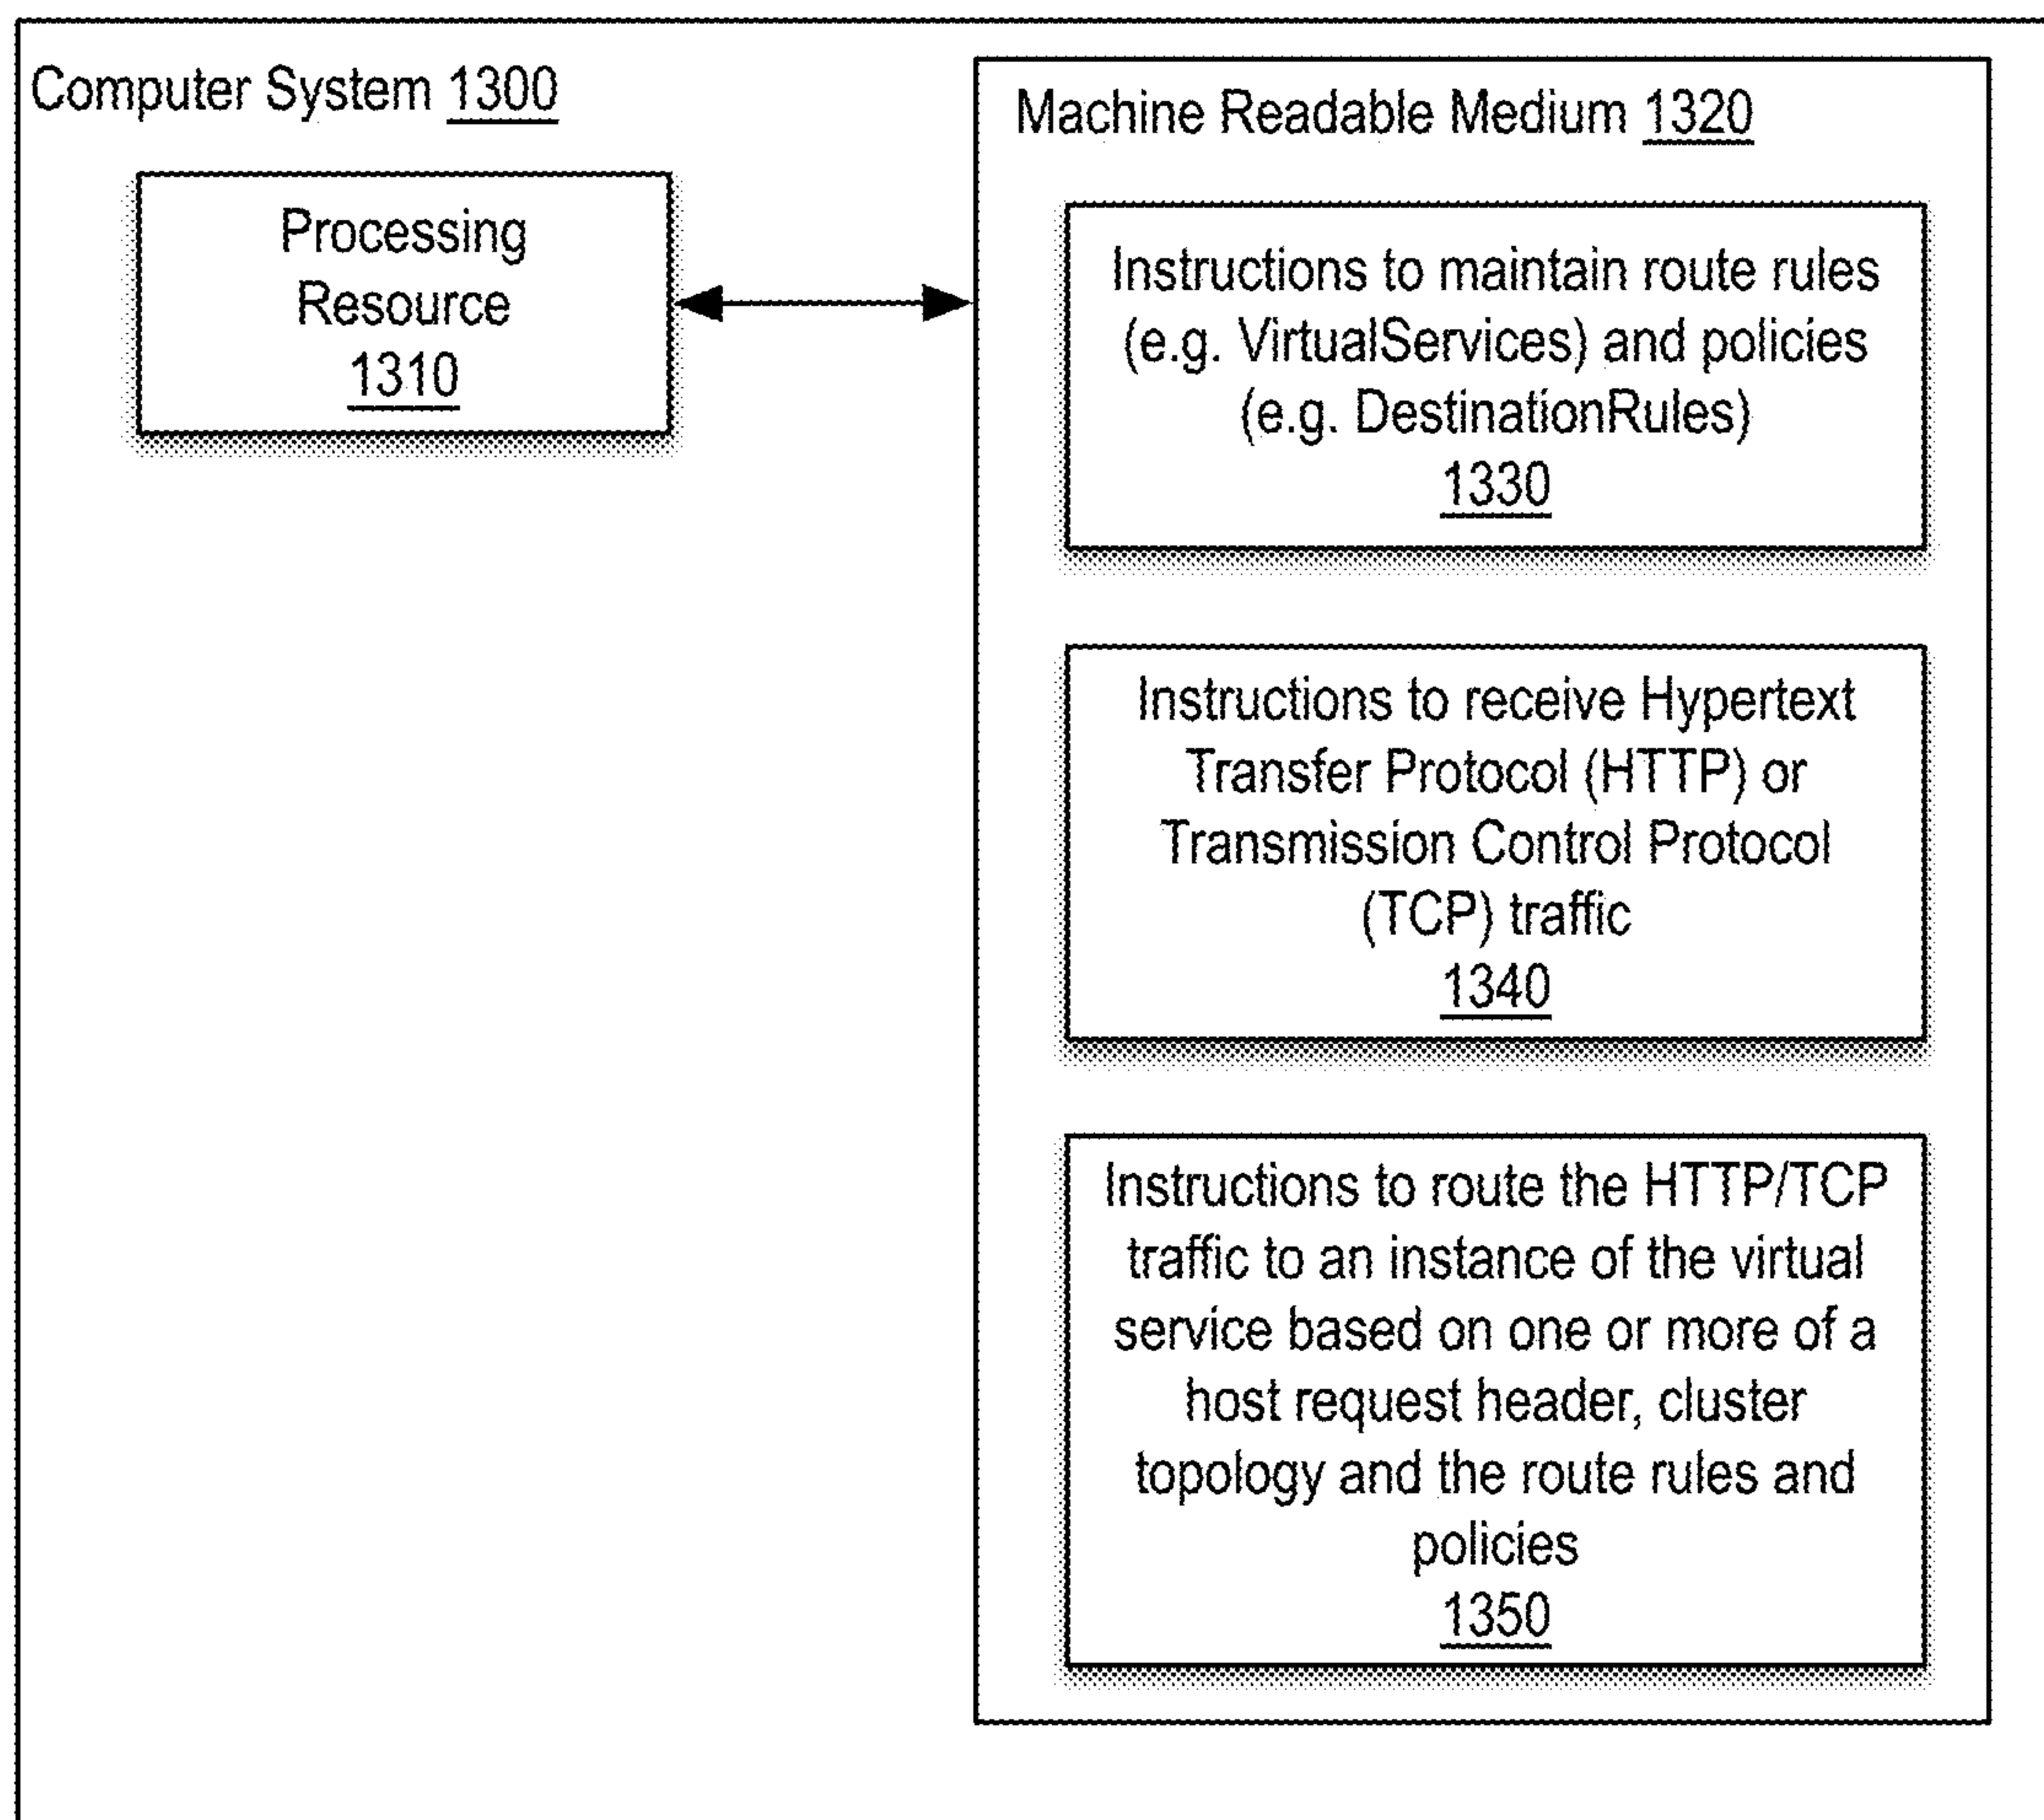 Computer System 1300
Processing
Resource
1310
Machine Readable Medium 1320
Instructions to maintain route rules
(e.g. VirtualServices) and policies
(e.g. DestinationRules)
1330
Instructions to receive Hypertext
Transfer Protocol (HTTP) or
Transmission Control Protocol
(TCP) traffic
1340
Instructions to route the HTTP/TCP
traffic to an instance of the virtual
service based on one or more of a
host request header, cluster
topology and the route rules and
policies
1350